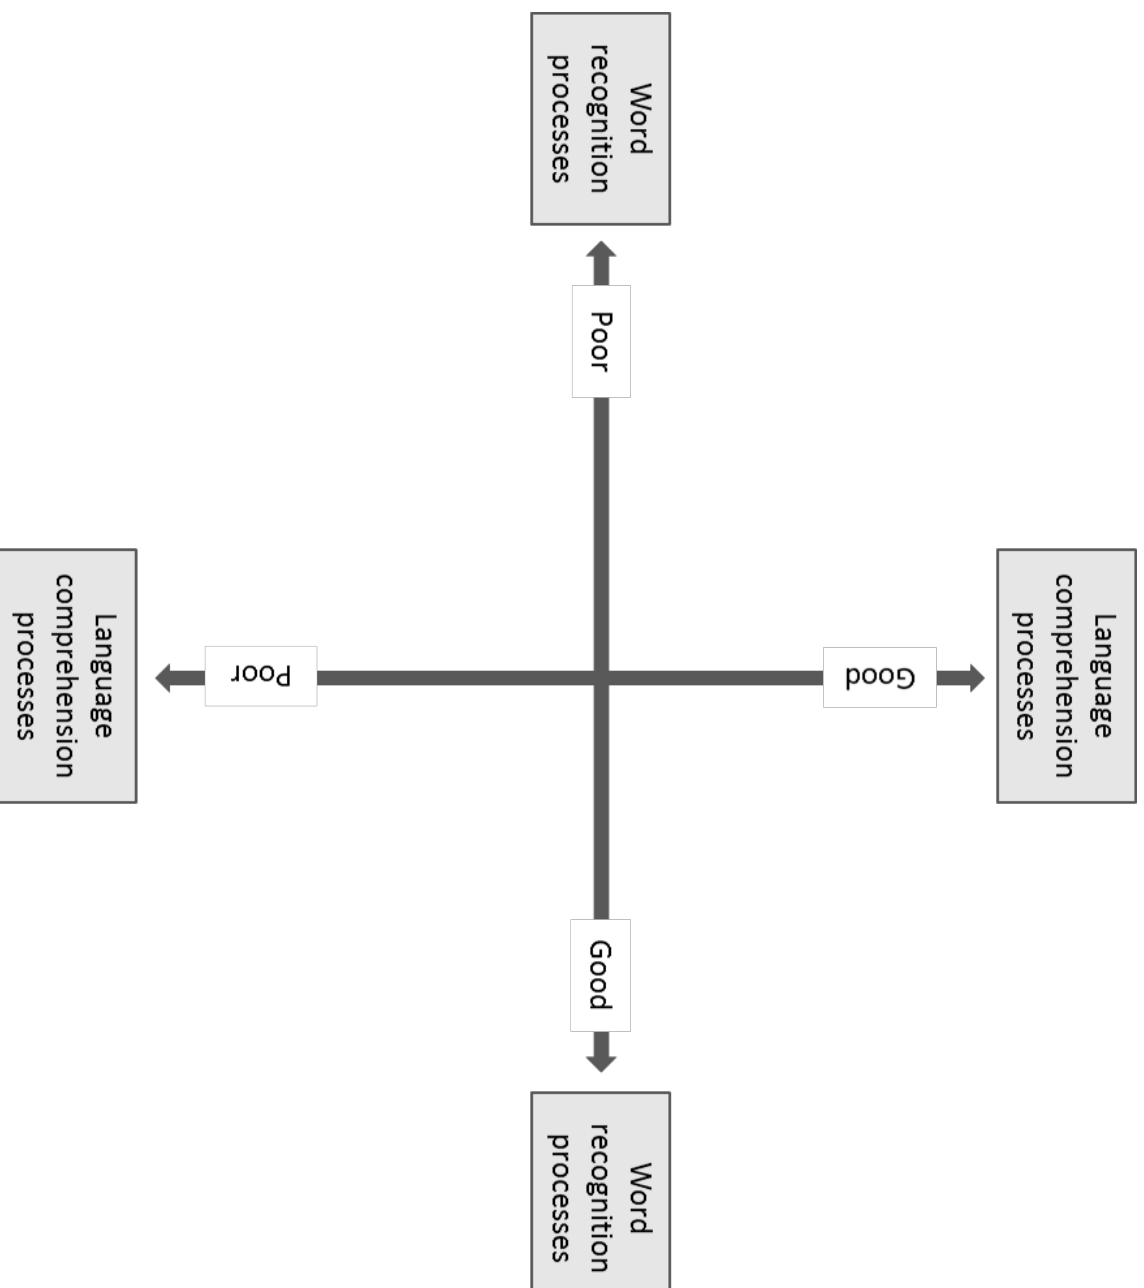 Language
comprehension
processes
Good
Word
recognition
processes
Poor
Good
Word
recognition
processes
Poor
Language
comprehension
processes